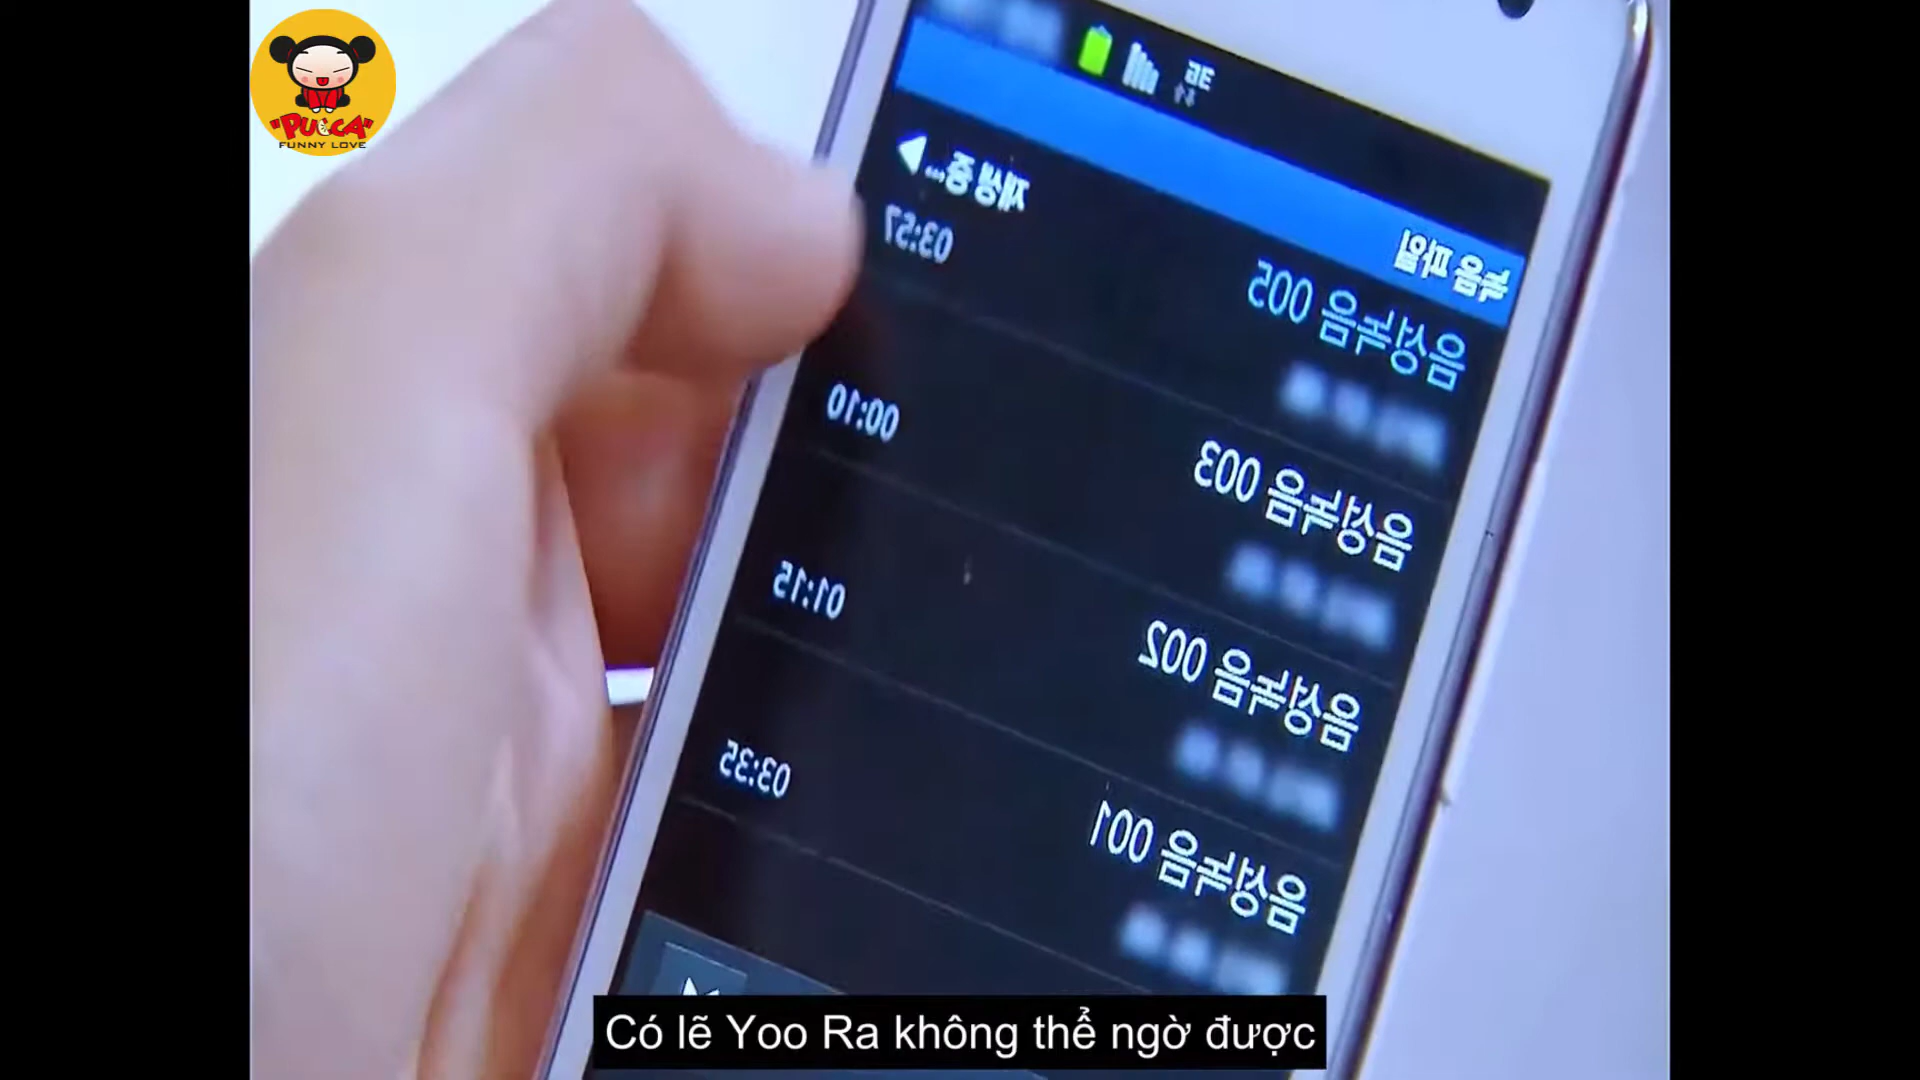 "PUCCA"
FUNNY LOVE
3G
녹음 파일
재생 중...
음성녹음 005
03:57
음성녹음 003
00:10
음성녹음 002
01:15
음성녹음 001
03:35
Có lẽ Yoo Ra không thể ngờ được